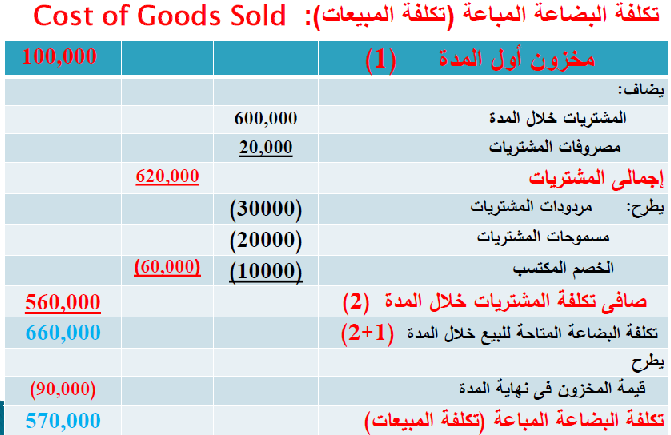 تكلفة البضاعة المباعة (تكلفة المبيعات): Cost of Goods Sold
مخزون أول المدة (1) 100,000
يضاف:
المشتريات خلال المدة 600,000
مصروفات المشتريات 20,000
إجمالى المشتريات 620,000
يطرح: مردودات المشتريات (30000)
مسموحات المشتريات (20000)
الخصم المكتسب (10000) (60,000)
صافى تكلفة المشتريات خلال المدة (2) 560,000
تكلفة البضاعة المتاحة للبيع خلال المدة (1+2) 660,000
يطرح
قيمة المخزون فى نهاية المدة (90,000)
تكلفة البضاعة المباعة (تكلفة المبيعات) 570,000